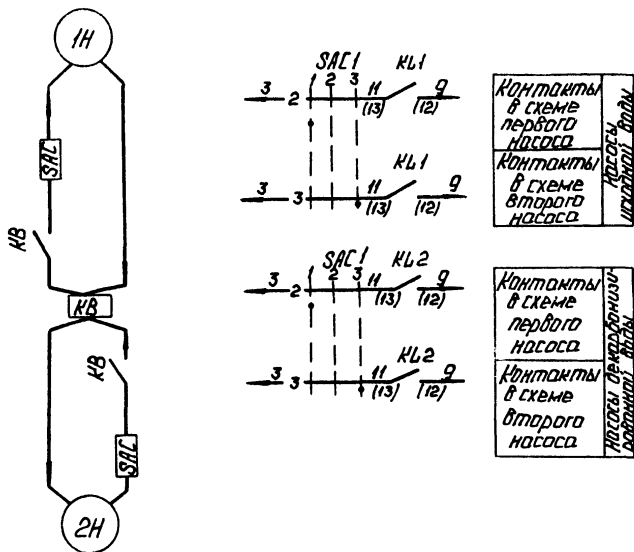 1Н
SAC
КВ
КВ
КВ
SAC
2Н
SAC1
KL1
1 2 3
3 2 11 9
(13) (12)
KL1
3 3 11 9
(13) (12)
SAC1
KL2
1 2 3
3 2 11 9
(13) (12)
KL2
3 3 11 9
(13) (12)
Контакты
в схеме
первого
насоса
Контакты
в схеме
второго
насоса
Насосы
исходной воды
Контакты
в схеме
первого
насоса
Контакты
в схеме
второго
насоса
Насосы декарбонизи-
рованной воды